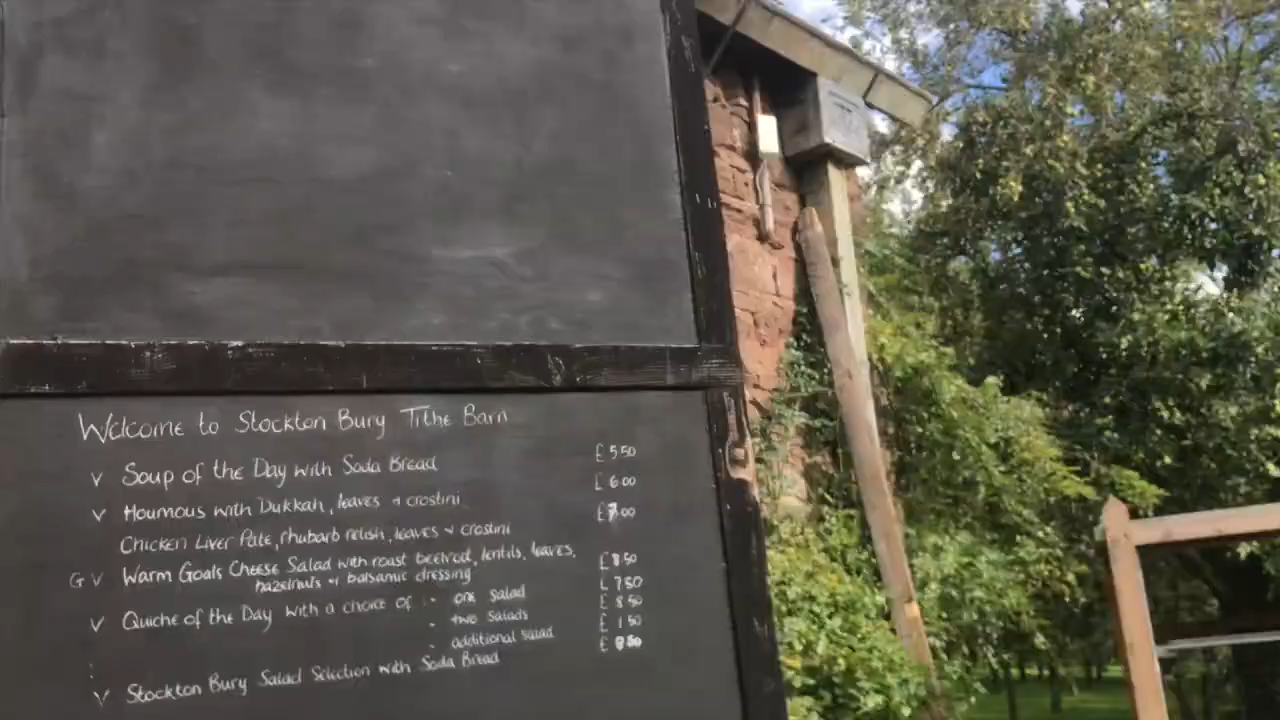 Welcome to Stockton Bury Tithe Barn
V Soup of the Day with Soda Bread £5.50
V Houmous with Dukkah, leaves & crostini £6.00
Chicken Liver Pate, rhubarb relish, leaves & crostini £7.00
G V Warm Goats Cheese Salad with roast beetroot, lentils, leaves, £8.50
hazelnuts & balsamic dressing
V Quiche of the Day with a choice of : - one salad £7.50
- two salads £8.50
- additional salad £1.50
V Stockton Bury Salad Selection with Soda Bread